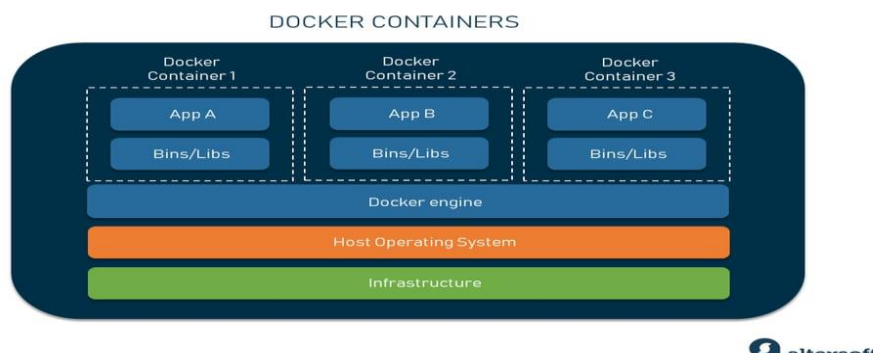 DOCKER CONTAINERS
Docker Container 1
Docker Container 2
Docker Container 3
App A
App B
App C
Bins/Libs
Bins/Libs
Bins/Libs
Docker engine
Host Operating System
Infrastructure